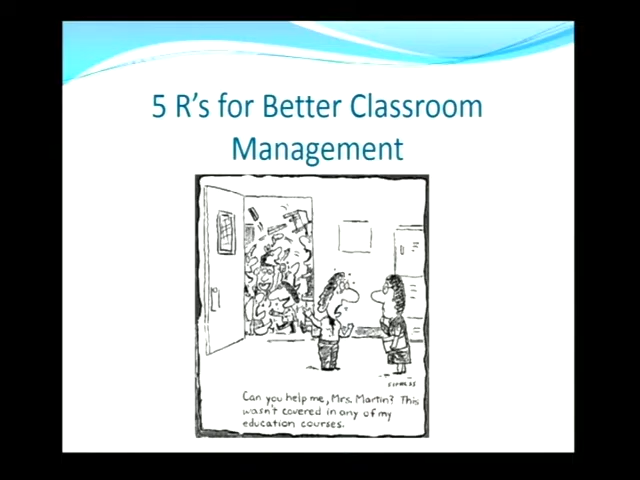 5 R's for Better Classroom
Management
Can you help me, Mrs. Martin? This
wasn't covered in any of my
education courses.